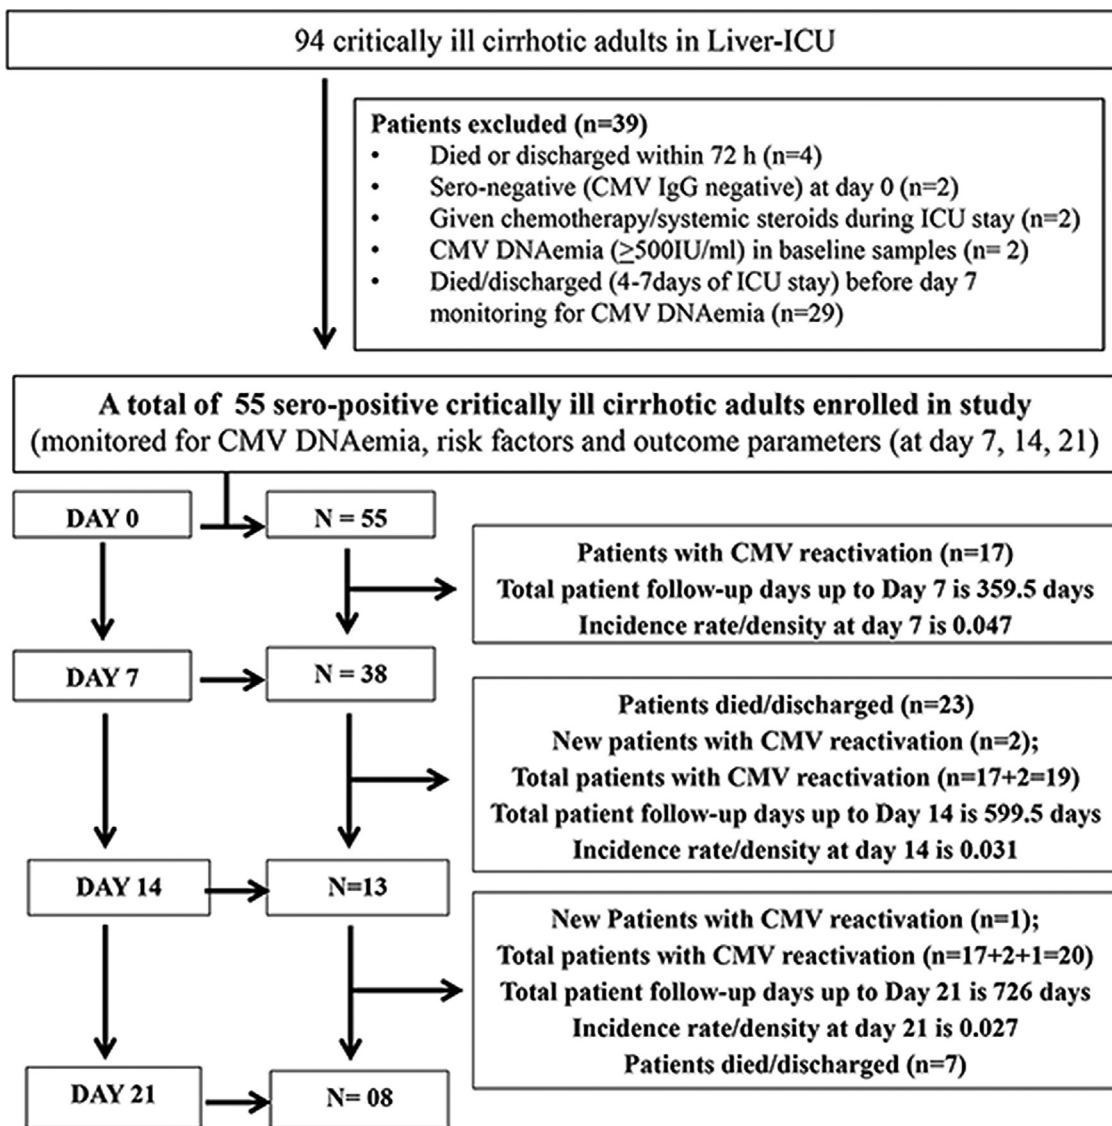 94 critically ill cirrhotic adults in Liver-ICU
Patients excluded (n=39)
• Died or discharged within 72 h (n=4)
• Sero-negative (CMV IgG negative) at day 0 (n=2)
• Given chemotherapy/systemic steroids during ICU stay (n=2)
• CMV DNAemia (≥500IU/ml) in baseline samples (n= 2)
• Died/discharged (4-7days of ICU stay) before day 7
monitoring for CMV DNAemia (n=29)
A total of 55 sero-positive critically ill cirrhotic adults enrolled in study
(monitored for CMV DNAemia, risk factors and outcome parameters (at day 7, 14, 21)
DAY 0
N = 55
Patients with CMV reactivation (n=17)
Total patient follow-up days up to Day 7 is 359.5 days
Incidence rate/density at day 7 is 0.047
DAY 7
N = 38
Patients died/discharged (n=23)
New patients with CMV reactivation (n=2);
Total patients with CMV reactivation (n=17+2=19)
Total patient follow-up days up to Day 14 is 599.5 days
Incidence rate/density at day 14 is 0.031
DAY 14
N=13
New Patients with CMV reactivation (n=1);
Total patients with CMV reactivation (n=17+2+1=20)
Total patient follow-up days up to Day 21 is 726 days
Incidence rate/density at day 21 is 0.027
Patients died/discharged (n=7)
DAY 21
N= 08